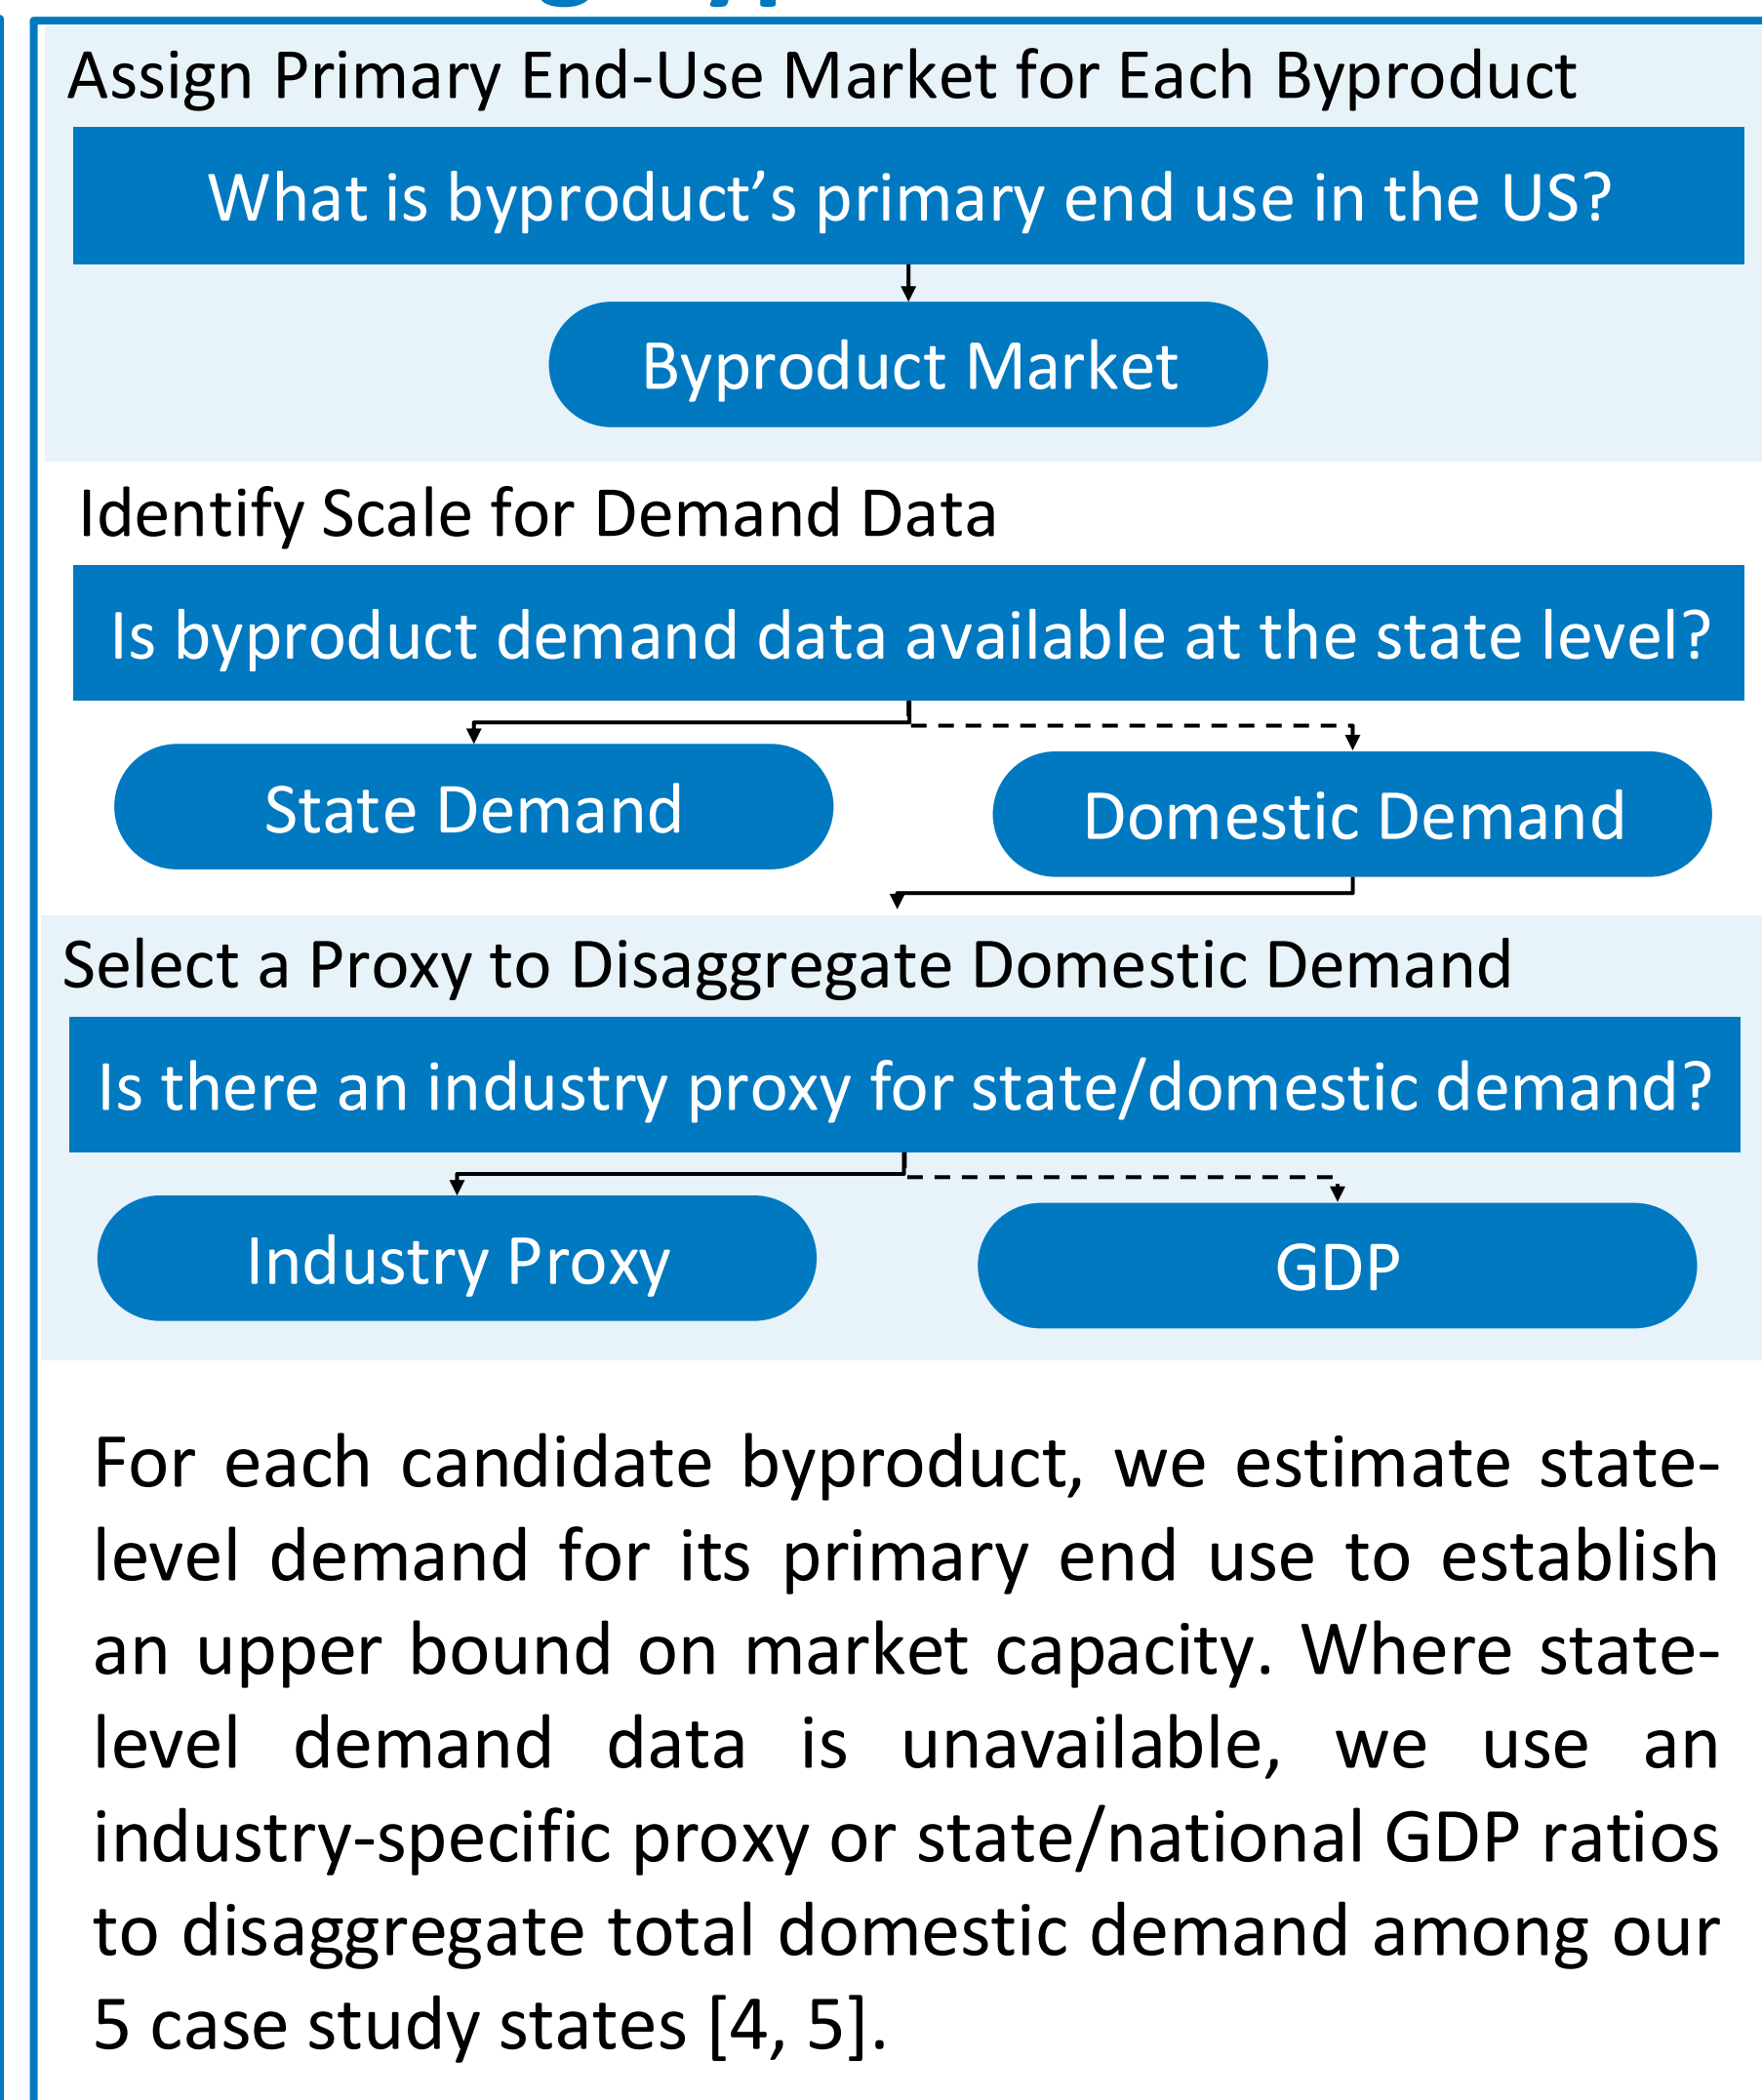 Assign Primary End-Use Market for Each Byproduct
What is byproduct’s primary end use in the US?
Byproduct Market
Identify Scale for Demand Data
Is byproduct demand data available at the state level?
State Demand
Domestic Demand
Select a Proxy to Disaggregate Domestic Demand
Is there an industry proxy for state/domestic demand?
Industry Proxy
GDP
For each candidate byproduct, we estimate state-
level demand for its primary end use to establish
an upper bound on market capacity. Where state-
level demand data is unavailable, we use an
industry-specific proxy or state/national GDP ratios
to disaggregate total domestic demand among our
5 case study states [4, 5].